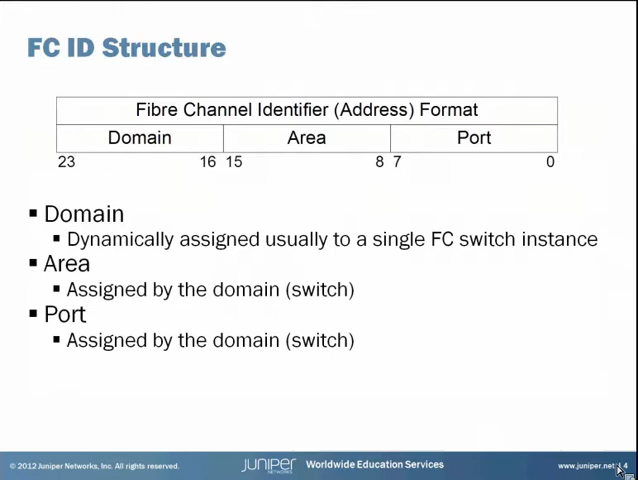 FC ID Structure
Fibre Channel Identifier (Address) Format
Domain Area Port
23 16 15 8 7 0
▪ Domain
▪ Dynamically assigned usually to a single FC switch instance
▪ Area
▪ Assigned by the domain (switch)
▪ Port
▪ Assigned by the domain (switch)
© 2012 Juniper Networks, Inc. All rights reserved. JUNIPER NETWORKS Worldwide Education Services www.juniper.net | 4